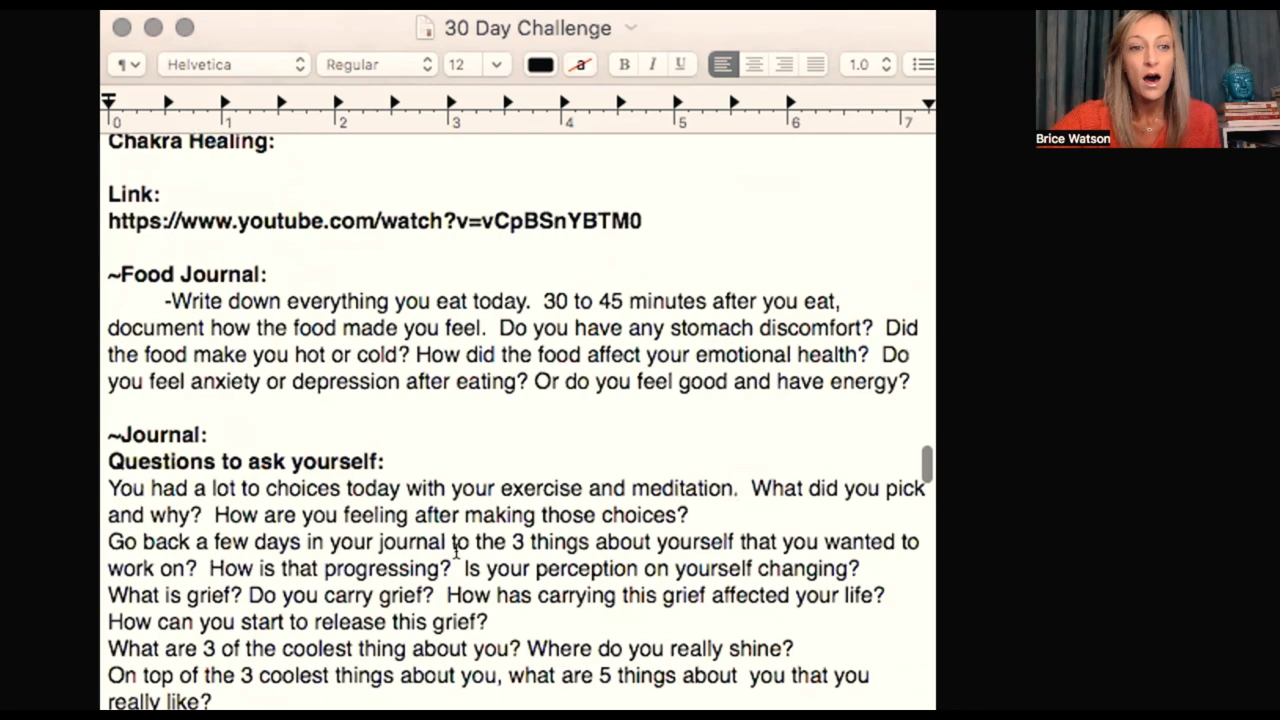 30 Day Challenge
Helvetica Regular 12 a B I U 1.0
0 1 2 3 4 5 6 7
Chakra Healing:
Link:
https://www.youtube.com/watch?v=vCpBSnYBTM0
~Food Journal:
-Write down everything you eat today. 30 to 45 minutes after you eat,
document how the food made you feel. Do you have any stomach discomfort? Did
the food make you hot or cold? How did the food affect your emotional health? Do
you feel anxiety or depression after eating? Or do you feel good and have energy?
~Journal:
Questions to ask yourself:
You had a lot to choices today with your exercise and meditation. What did you pick
and why? How are you feeling after making those choices?
Go back a few days in your journal to the 3 things about yourself that you wanted to
work on? How is that progressing? Is your perception on yourself changing?
What is grief? Do you carry grief? How has carrying this grief affected your life?
How can you start to release this grief?
What are 3 of the coolest thing about you? Where do you really shine?
On top of the 3 coolest things about you, what are 5 things about you that you
really like?
Brice Watson